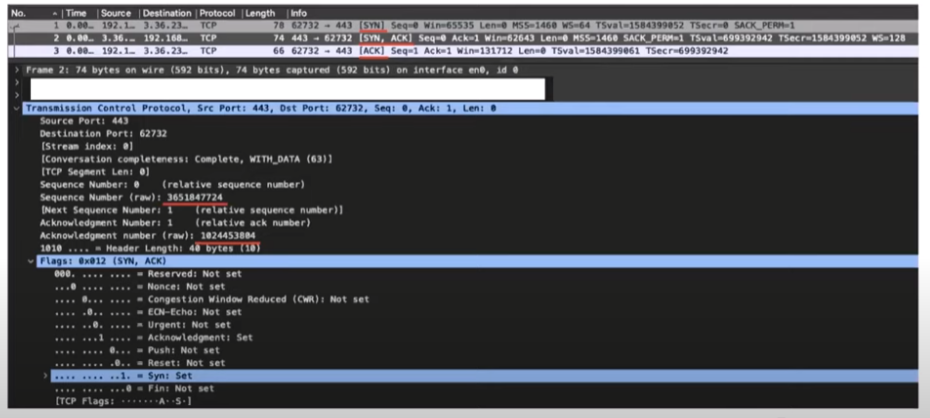 No. Time Source Destination Protocol Length Info
1 0.00… 192.1… 3.36.23… TCP 78 62732 → 443 [SYN] Seq=0 Win=65535 Len=0 MSS=1460 WS=64 TSval=1584399052 TSecr=0 SACK_PERM=1
2 0.00… 3.36.… 192.168… TCP 74 443 → 62732 [SYN, ACK] Seq=0 Ack=1 Win=62643 Len=0 MSS=1460 SACK_PERM=1 TSval=699392942 TSecr=1584399052 WS=128
3 0.00… 192.1… 3.36.23… TCP 66 62732 → 443 [ACK] Seq=1 Ack=1 Win=131712 Len=0 TSval=1584399061 TSecr=699392942
Frame 2: 74 bytes on wire (592 bits), 74 bytes captured (592 bits) on interface en0, id 0
Transmission Control Protocol, Src Port: 443, Dst Port: 62732, Seq: 0, Ack: 1, Len: 0
Source Port: 443
Destination Port: 62732
[Stream index: 0]
[Conversation completeness: Complete, WITH_DATA (63)]
[TCP Segment Len: 0]
Sequence Number: 0 (relative sequence number)
Sequence Number (raw): 3651847724
[Next Sequence Number: 1 (relative sequence number)]
Acknowledgment Number: 1 (relative ack number)
Acknowledgment number (raw): 1024453804
1010 .... = Header Length: 40 bytes (10)
Flags: 0x012 (SYN, ACK)
000. .... .... = Reserved: Not set
...0 .... .... = Nonce: Not set
.... 0... .... = Congestion Window Reduced (CWR): Not set
.... .0.. .... = ECN-Echo: Not set
.... ..0. .... = Urgent: Not set
.... ...1 .... = Acknowledgment: Set
.... .... 0... = Push: Not set
.... .... .0.. = Reset: Not set
.... .... ..1. = Syn: Set
.... .... ...0 = Fin: Not set
[TCP Flags: ·······A··S·]